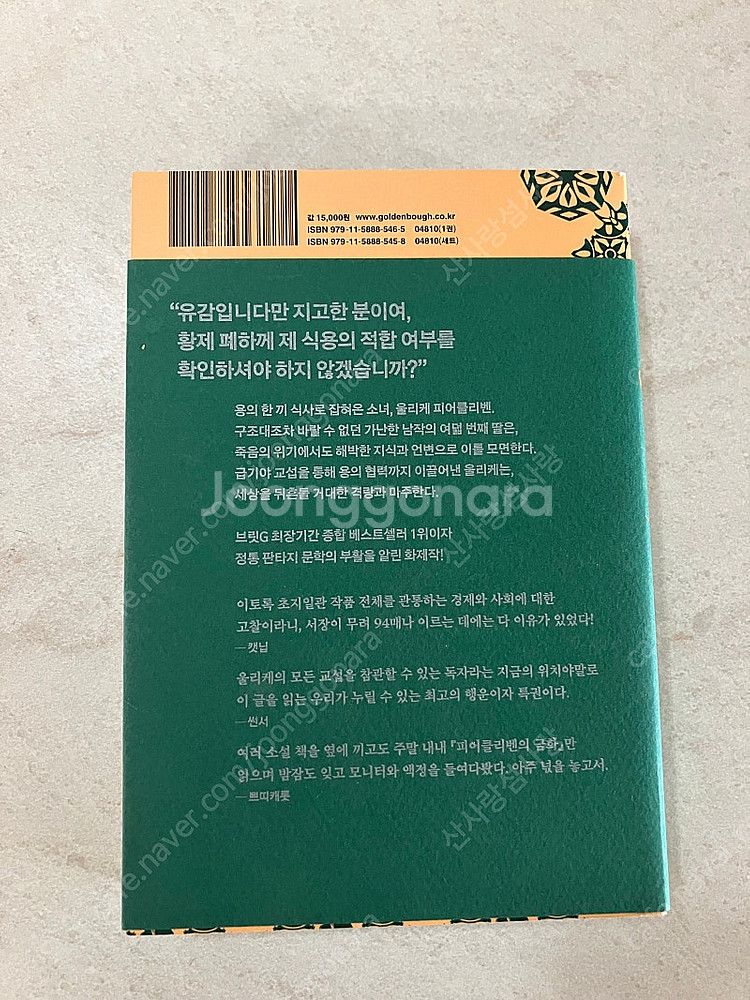 값 15,000원 www.goldenbough.co.kr
ISBN 979-11-5888-546-5 04810(1권)
ISBN 979-11-5888-545-8 04810(세트)
“유감입니다만 지고한 분이여,
황제 폐하께 제 식용의 적합 여부를
확인하셔야 하지 않겠습니까?”
용의 한 끼 식사로 잡혀온 소녀, 울리케 피어클리벤.
구조대조차 바랄 수 없던 가난한 남작의 여덟 번째 딸은,
죽음의 위기에서도 해박한 지식과 언변으로 이를 모면한다.
급기야 교섭을 통해 용의 협력까지 이끌어낸 울리케는,
세상을 뒤흔들 거대한 격랑과 마주한다.
Joonggonara
브릿G 최장기간 종합 베스트셀러 1위이자
정통 판타지 문학의 부활을 알린 화제작!
이토록 초지일관 작품 전체를 관통하는 경제와 사회에 대한
고찰이라니, 서장이 무려 94매나 이르는 데에는 다 이유가 있었다!
—캣닙
울리케의 모든 교섭을 참관할 수 있는 독자라는 지금의 위치야말로
이 글을 읽는 우리가 누릴 수 있는 최고의 행운이자 특권이다.
—씬서
여러 소설 책을 옆에 끼고도 주말 내내 『피어클리벤의 금화』만
읽으며 밤잠도 잊고 모니터와 액정을 들여다봤다. 아주 넋을 놓고서.
—쁘띠캐롯